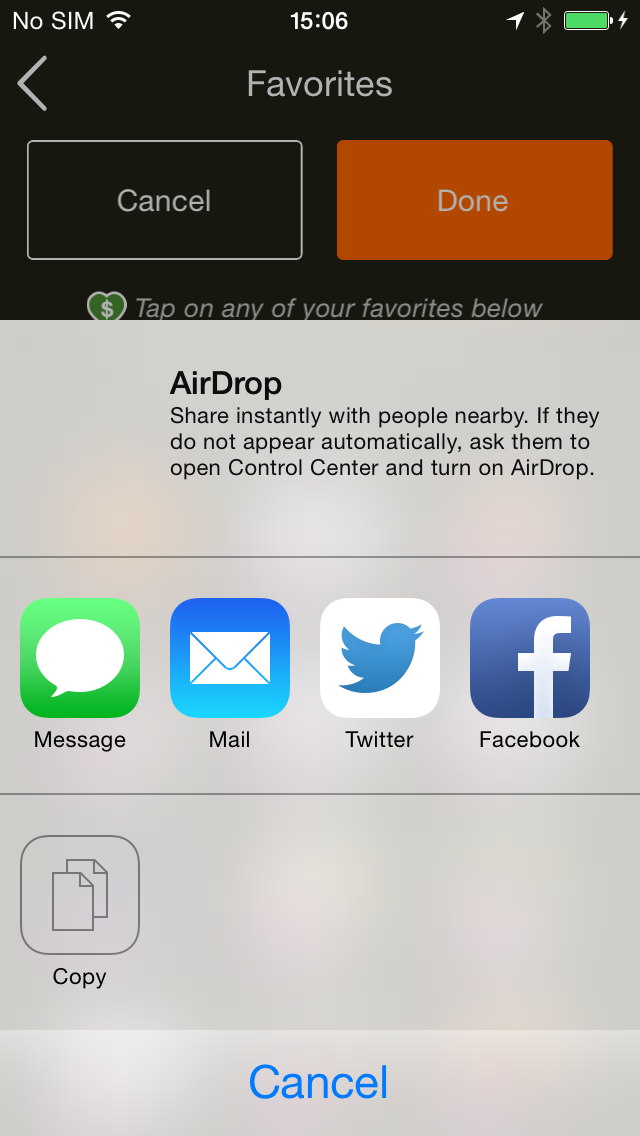 No SIM 15:06
Favorites
Cancel Done
$ Tap on any of your favorites below
AirDrop
Share instantly with people nearby. If they
do not appear automatically, ask them to
open Control Center and turn on AirDrop.
Message Mail Twitter Facebook
Copy
Cancel